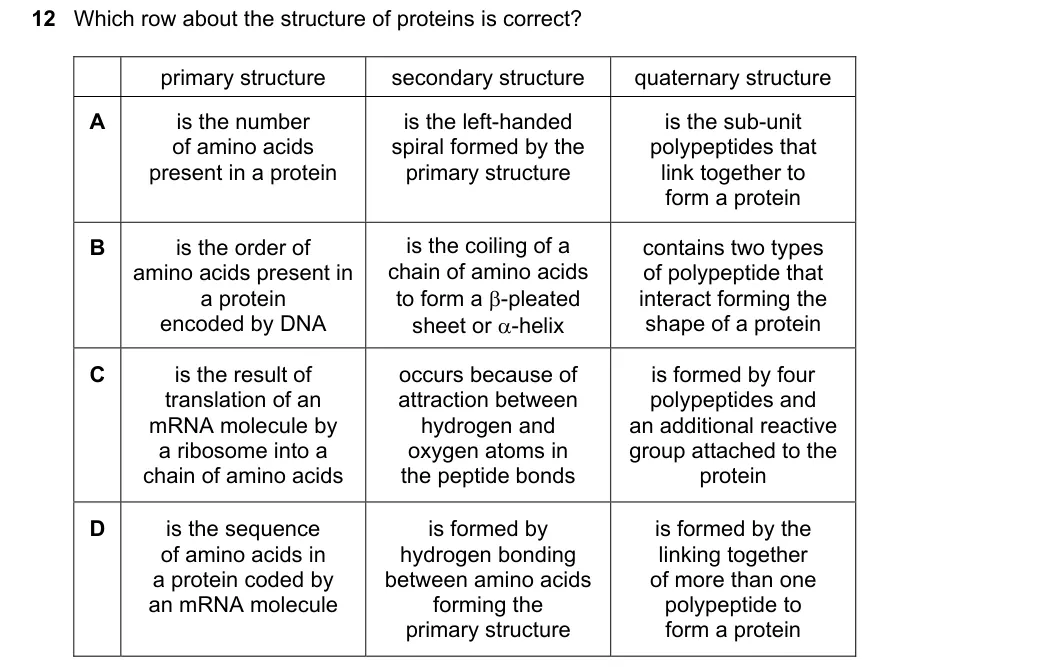 12 Which row about the structure of proteins is correct?
primary structure secondary structure quaternary structure
A
is the number
of amino acids
present in a protein
is the left-handed
spiral formed by the
primary structure
is the sub-unit
polypeptides that
link together to
form a protein
B
is the order of
amino acids present in
a protein
encoded by DNA
is the coiling of a
chain of amino acids
to form a β-pleated
sheet or α-helix
contains two types
of polypeptide that
interact forming the
shape of a protein
C
is the result of
translation of an
mRNA molecule by
a ribosome into a
chain of amino acids
occurs because of
attraction between
hydrogen and
oxygen atoms in
the peptide bonds
is formed by four
polypeptides and
an additional reactive
group attached to the
protein
D
is the sequence
of amino acids in
a protein coded by
an mRNA molecule
is formed by
hydrogen bonding
between amino acids
forming the
primary structure
is formed by the
linking together
of more than one
polypeptide to
form a protein